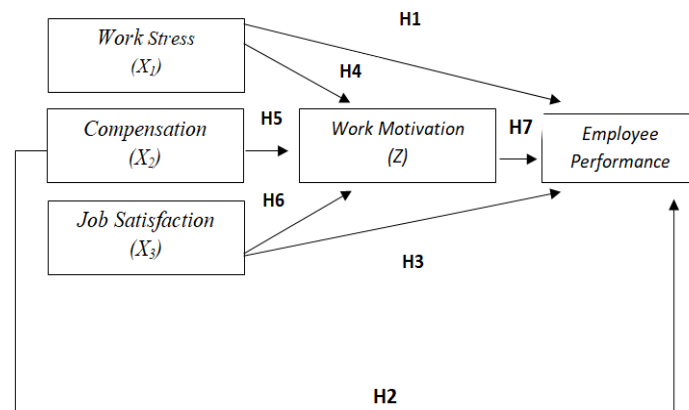 Work Stress
(X1)
H1
H4
Compensation
(X2)
H5
Work Motivation
(Z)
H7
Employee
Performance
Job Satisfaction
(X3)
H6
H3
H2